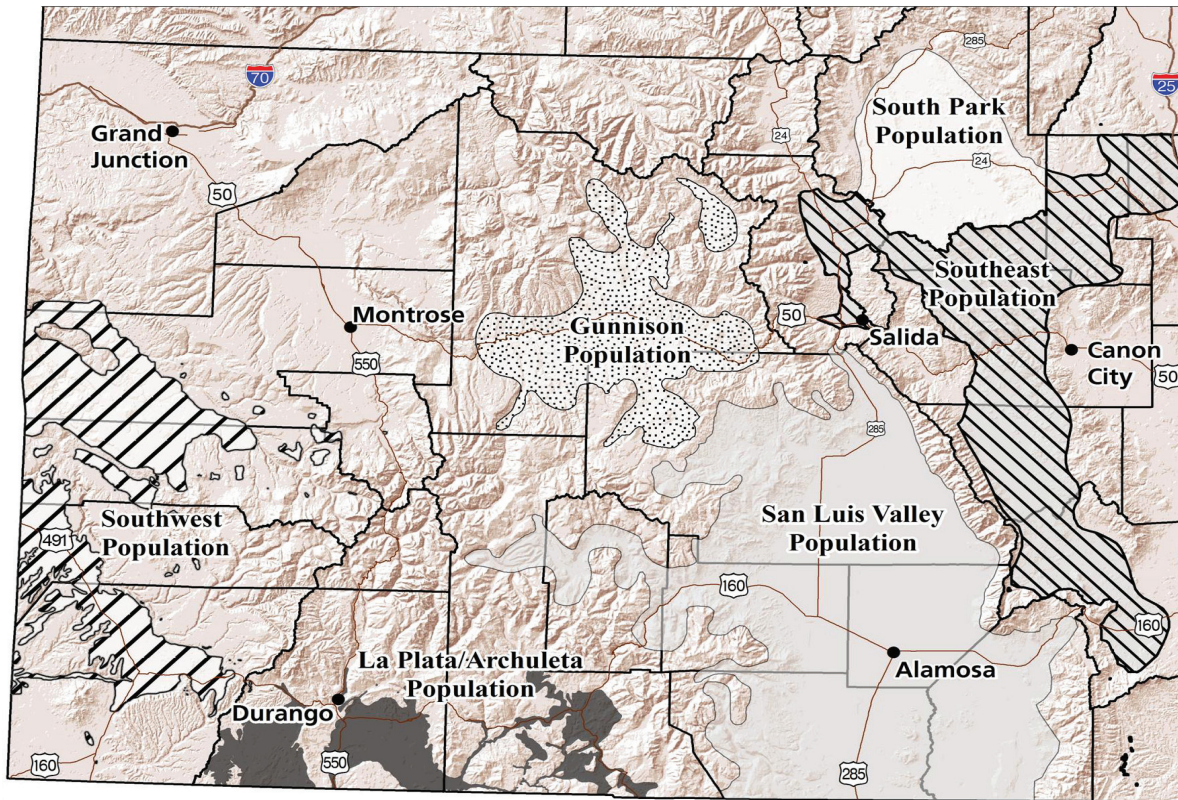 285
70
25
South Park
Population
Grand
Junction
24
24
50
Southeast
Population
Montrose
50
Gunnison
Population
Salida
Canon
City
550
50
285
San Luis Valley
Population
Southwest
Population
491
160
160
La Plata/Archuleta
Population
Alamosa
Durango
160
550
285